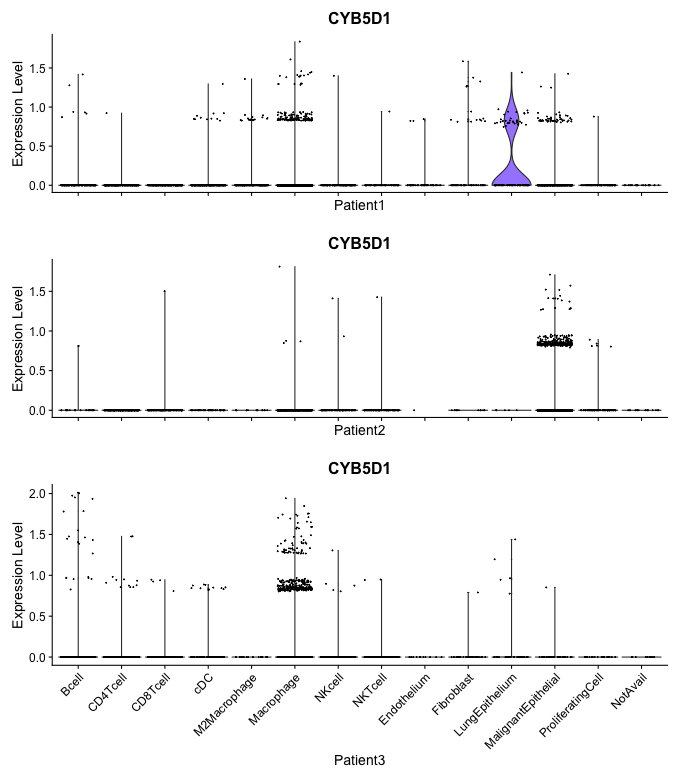 CYB5D1
Expression Level
1.5
1.0
0.5
0.0
Patient1
CYB5D1
Expression Level
1.5
1.0
0.5
0.0
Patient2
CYB5D1
Expression Level
2.0
1.5
1.0
0.5
0.0
Bcell
CD4Tcell
CD8Tcell
cDC
M2Macrophage
Macrophage
NKcell
NKTcell
Endothelium
Fibroblast
LungEpithelium
MalignantEpithelial
ProliferatingCell
NotAvail
Patient3